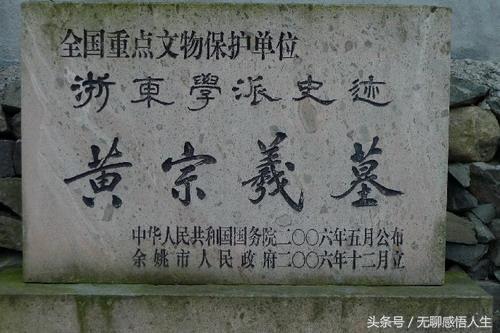 全国重点文物保护单位
浙東學派史迹
黄宗羲墓
中华人民共和国国务院二〇〇六年五月公布
余姚市人民政府二〇〇六年十二月立
头条号／无聊感悟人生